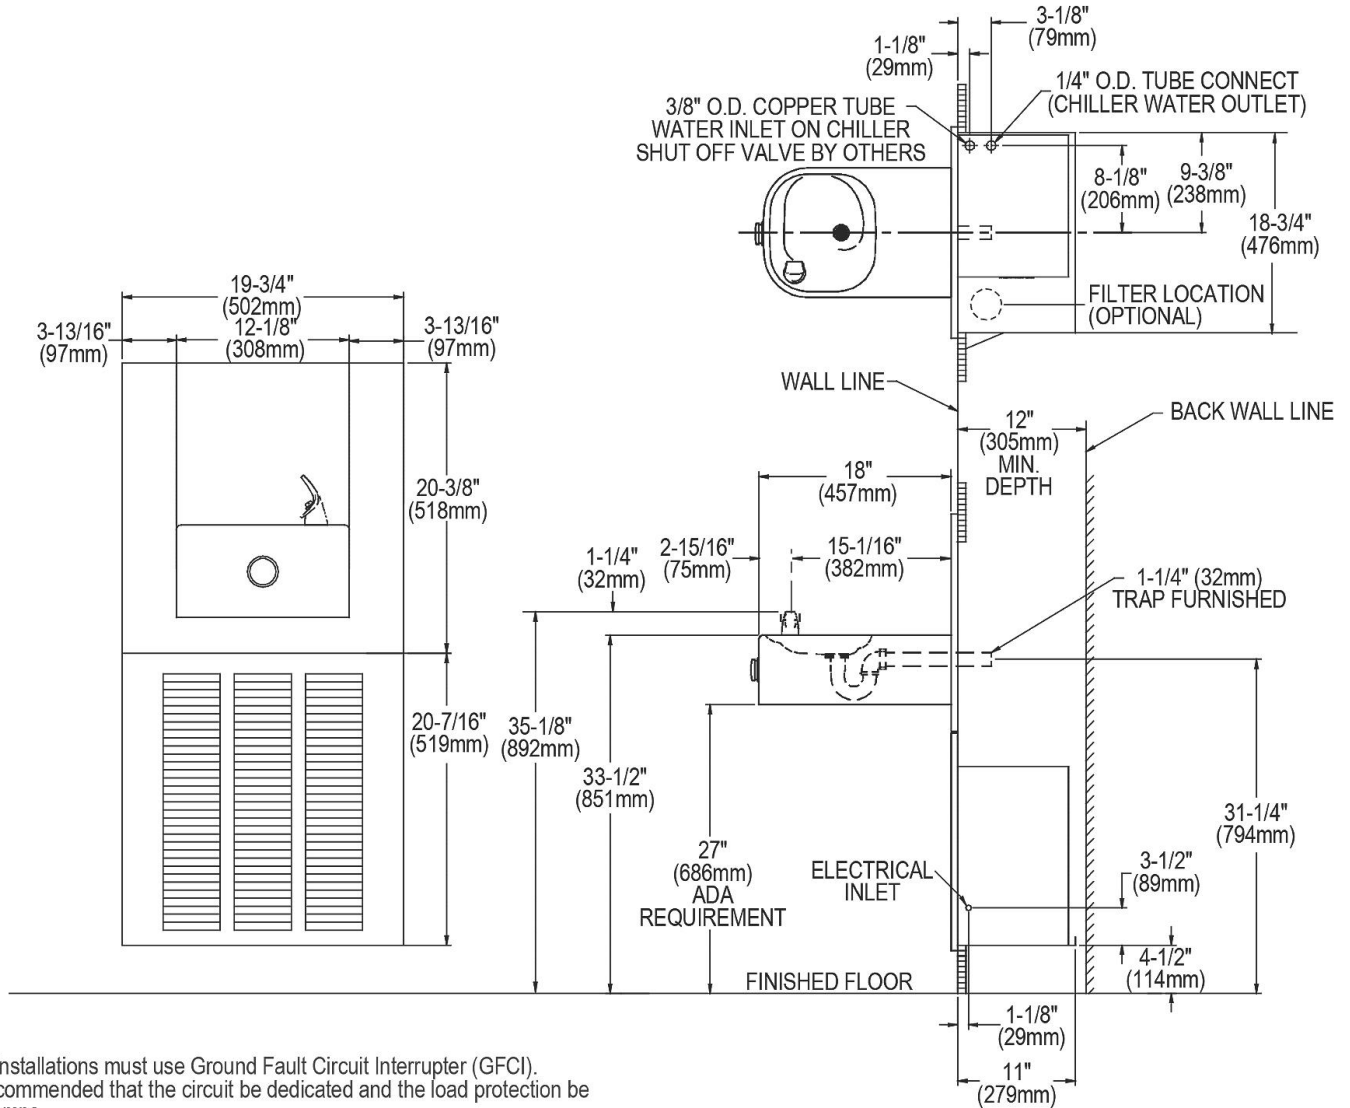 3-1/8"
(79mm)
1-1/8"
(29mm)
1/4" O.D. TUBE CONNECT
(CHILLER WATER OUTLET)
3/8" O.D. COPPER TUBE
WATER INLET ON CHILLER
SHUT OFF VALVE BY OTHERS
8-1/8"
(206mm)
9-3/8"
(238mm)
18-3/4"
(476mm)
FILTER LOCATION
(OPTIONAL)
19-3/4"
(502mm)
3-13/16"
(97mm)
12-1/8"
(308mm)
3-13/16"
(97mm)
WALL LINE
BACK WALL LINE
12"
(305mm)
MIN.
DEPTH
18"
(457mm)
20-3/8"
(518mm)
1-1/4"
(32mm)
2-15/16"
(75mm)
15-1/16"
(382mm)
1-1/4" (32mm)
TRAP FURNISHED
20-7/16"
(519mm)
35-1/8"
(892mm)
33-1/2"
(851mm)
27"
(686mm)
ADA
REQUIREMENT
ELECTRICAL
INLET
31-1/4"
(794mm)
3-1/2"
(89mm)
4-1/2"
(114mm)
FINISHED FLOOR
1-1/8"
(29mm)
11"
(279mm)
nstallations must use Ground Fault Circuit Interrupter (GFCI).
commended that the circuit be dedicated and the load protection be